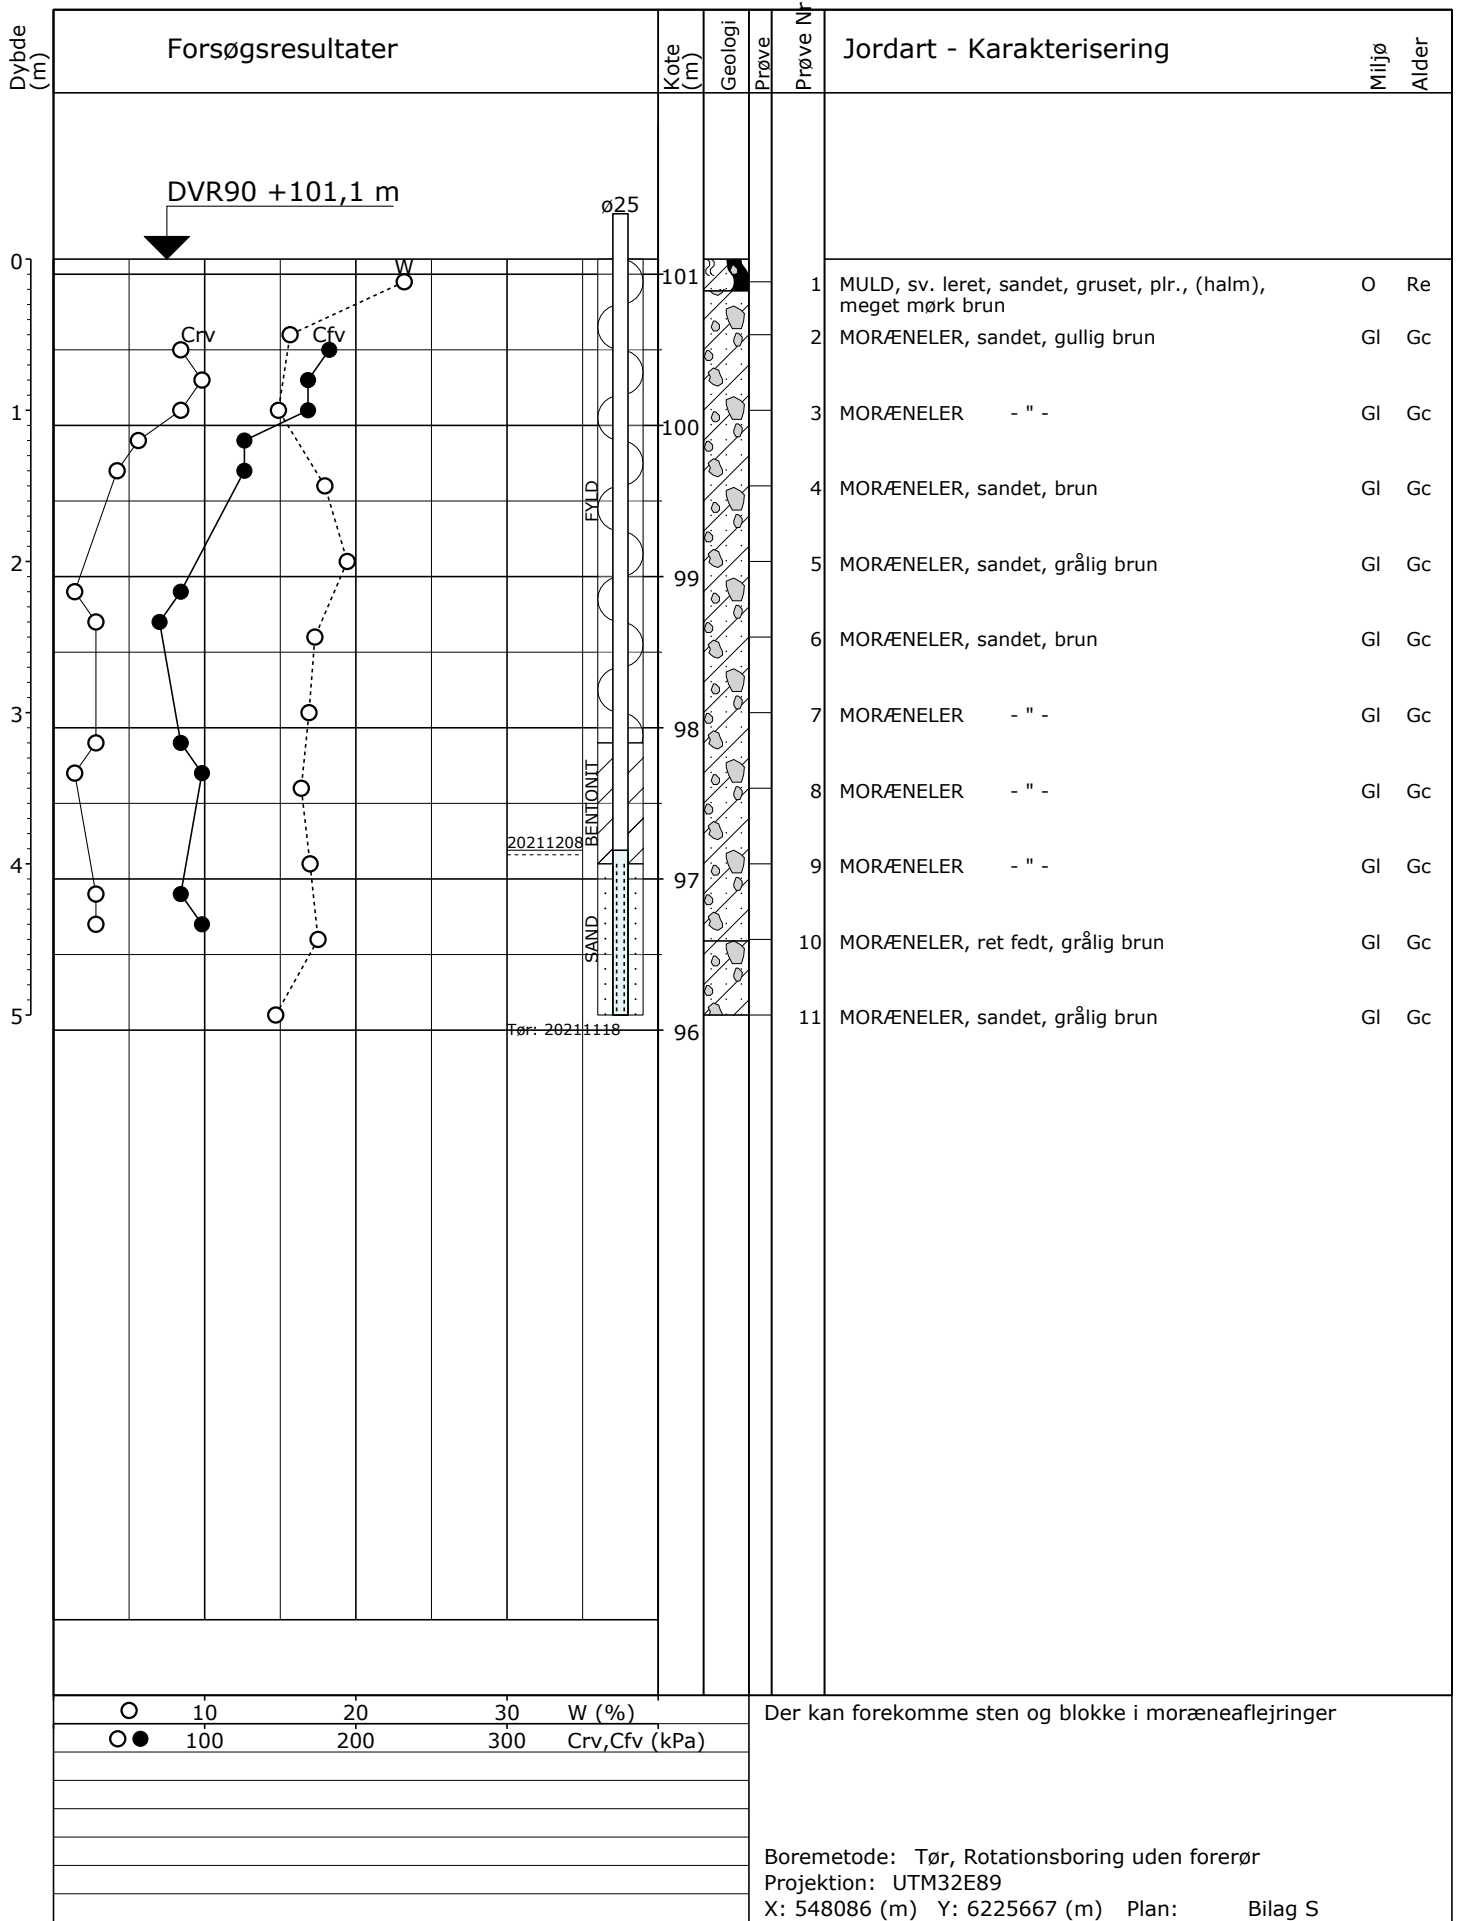 Dybde (m)
Forsøgsresultater
Kote (m)
Geologi
Prøve
Prøve Nr
Jordart - Karakterisering
Miljø
Alder
DVR90 +101,1 m
ø25
0
W
101
1 MULD, sv. leret, sandet, gruset, plr., (halm), O Re
meget mørk brun
Crv
Cfv
2 MORÆNELER, sandet, gullig brun Gl Gc
1
3 MORÆNELER - " - Gl Gc
100
4 MORÆNELER, sandet, brun Gl Gc
FYLD
2
5 MORÆNELER, sandet, grålig brun Gl Gc
99
6 MORÆNELER, sandet, brun Gl Gc
3
7 MORÆNELER - " - Gl Gc
98
8 MORÆNELER - " - Gl Gc
BENTONIT
20211208
4
9 MORÆNELER - " - Gl Gc
97
SAND
10 MORÆNELER, ret fedt, grålig brun Gl Gc
5
11 MORÆNELER, sandet, grålig brun Gl Gc
Tør: 20211118
96
10 20 30 W (%)
100 200 300 Crv,Cfv (kPa)
Der kan forekomme sten og blokke i moræneaflejringer
Boremetode: Tør, Rotationsboring uden forerør
Projektion: UTM32E89
X: 548086 (m) Y: 6225667 (m) Plan: Bilag S